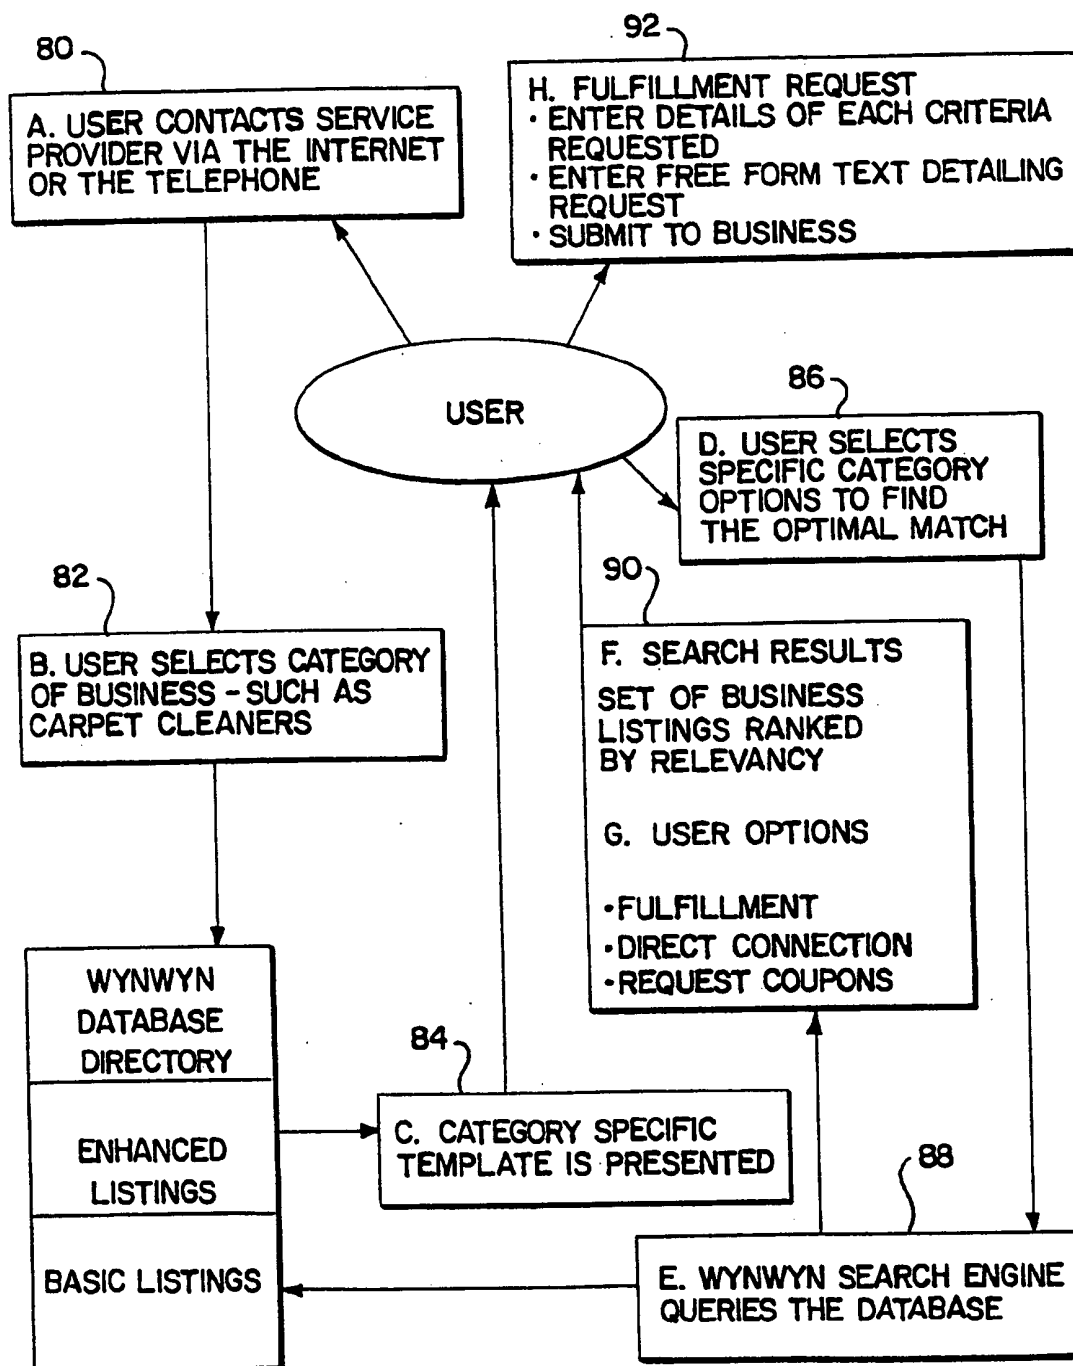 80
A. USER CONTACTS SERVICE
PROVIDER VIA THE INTERNET
OR THE TELEPHONE
92
H. FULFILLMENT REQUEST
· ENTER DETAILS OF EACH CRITERIA
REQUESTED
· ENTER FREE FORM TEXT DETAILING
REQUEST
· SUBMIT TO BUSINESS
USER
86
D. USER SELECTS
SPECIFIC CATEGORY
OPTIONS TO FIND
THE OPTIMAL MATCH
82
B. USER SELECTS CATEGORY
OF BUSINESS - SUCH AS
CARPET CLEANERS
90
F. SEARCH RESULTS
SET OF BUSINESS
LISTINGS RANKED
BY RELEVANCY
G. USER OPTIONS
· FULFILLMENT
· DIRECT CONNECTION
· REQUEST COUPONS
WYNWYN
DATABASE
DIRECTORY
ENHANCED
LISTINGS
BASIC LISTINGS
84
C. CATEGORY SPECIFIC
TEMPLATE IS PRESENTED
88
E. WYNWYN SEARCH ENGINE
QUERIES THE DATABASE